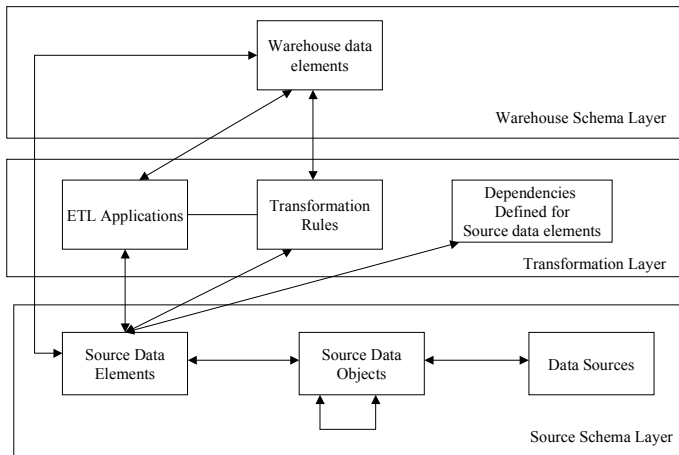 Warehouse data
elements
Warehouse Schema Layer
ETL Applications
Transformation
Rules
Dependencies
Defined for
Source data elements
Transformation Layer
Source Data
Elements
Source Data
Objects
Data Sources
Source Schema Layer